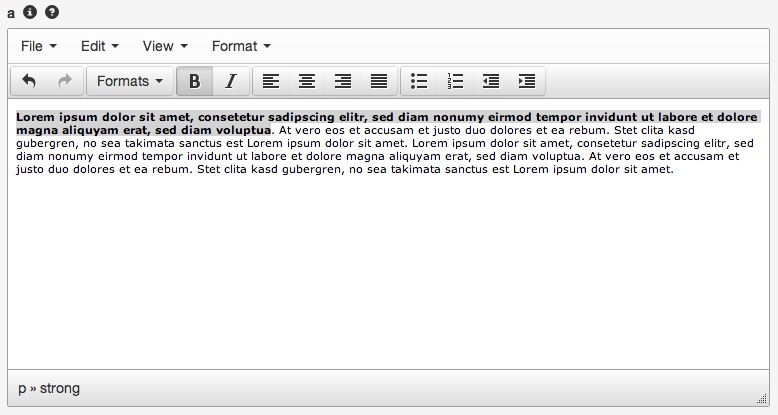 a
File Edit View Format
Formats B I
Lorem ipsum dolor sit amet, consetetur sadipscing elitr, sed diam nonumy eirmod tempor invidunt ut labore et dolore
magna aliquyam erat, sed diam voluptua. At vero eos et accusam et justo duo dolores et ea rebum. Stet clita kasd
gubergren, no sea takimata sanctus est Lorem ipsum dolor sit amet. Lorem ipsum dolor sit amet, consetetur sadipscing elitr, sed
diam nonumy eirmod tempor invidunt ut labore et dolore magna aliquyam erat, sed diam voluptua. At vero eos et accusam et
justo duo dolores et ea rebum. Stet clita kasd gubergren, no sea takimata sanctus est Lorem ipsum dolor sit amet.
p » strong